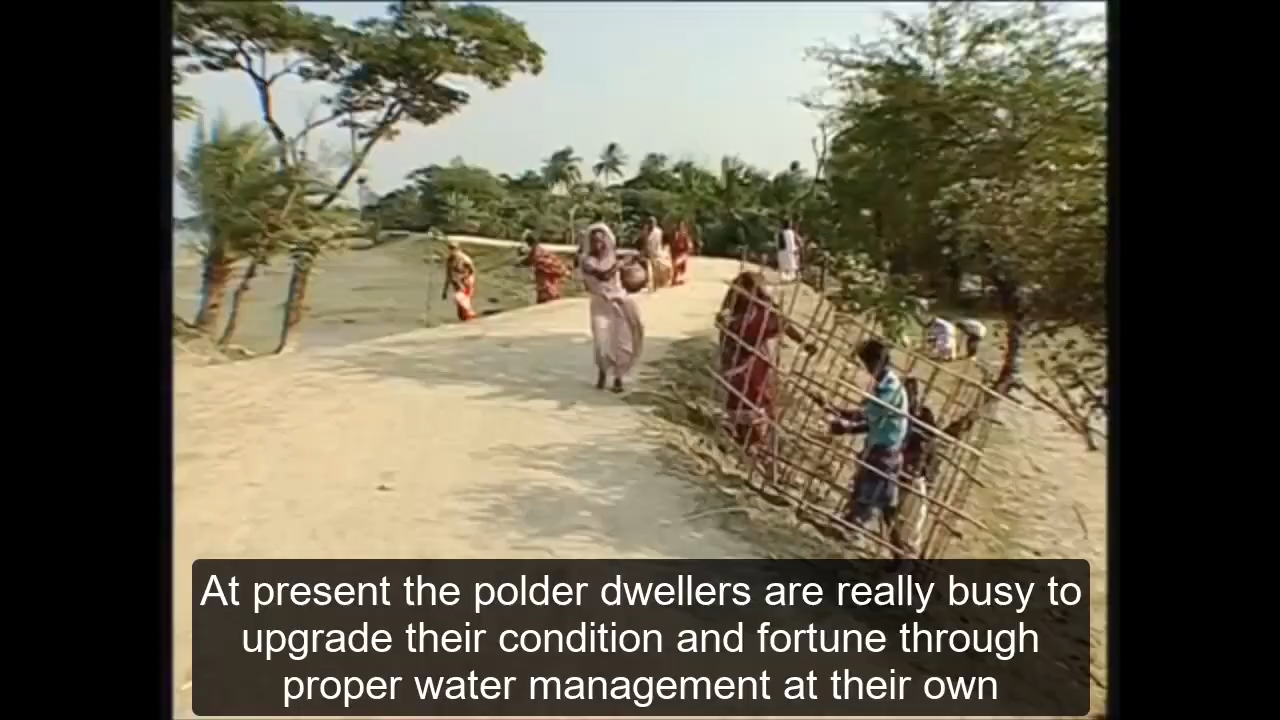 At present the polder dwellers are really busy to
upgrade their condition and fortune through
proper water management at their own